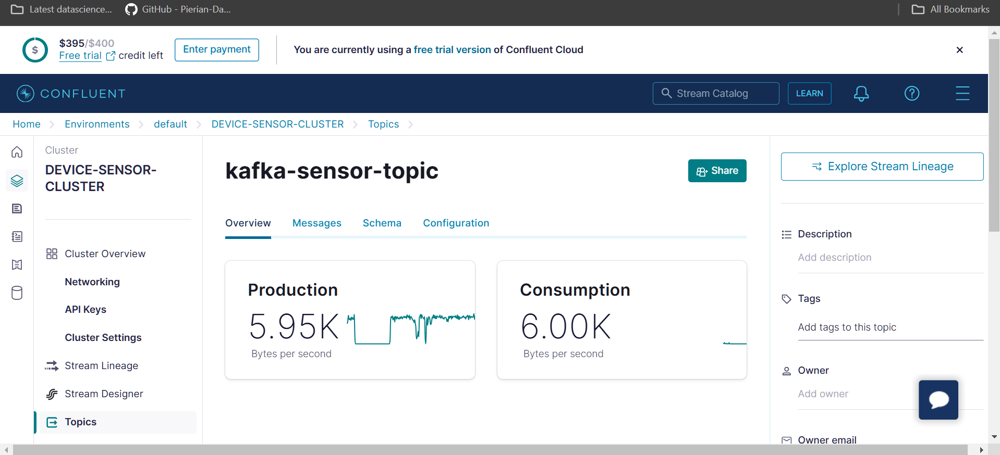 Latest datascience... GitHub - Pierian-Da... All Bookmarks
$395/$400
Free trial credit left
Enter payment
You are currently using a free trial version of Confluent Cloud
CONFLUENT
Stream Catalog
LEARN
Home Environments default DEVICE-SENSOR-CLUSTER Topics
Cluster
DEVICE-SENSOR-
CLUSTER
Cluster Overview
Networking
API Keys
Cluster Settings
Stream Lineage
Stream Designer
Topics
kafka-sensor-topic
Share
Overview Messages Schema Configuration
Production
5.95K
Bytes per second
Consumption
6.00K
Bytes per second
Explore Stream Lineage
Description
Add description
Tags
Add tags to this topic
Owner
Add owner
Owner email